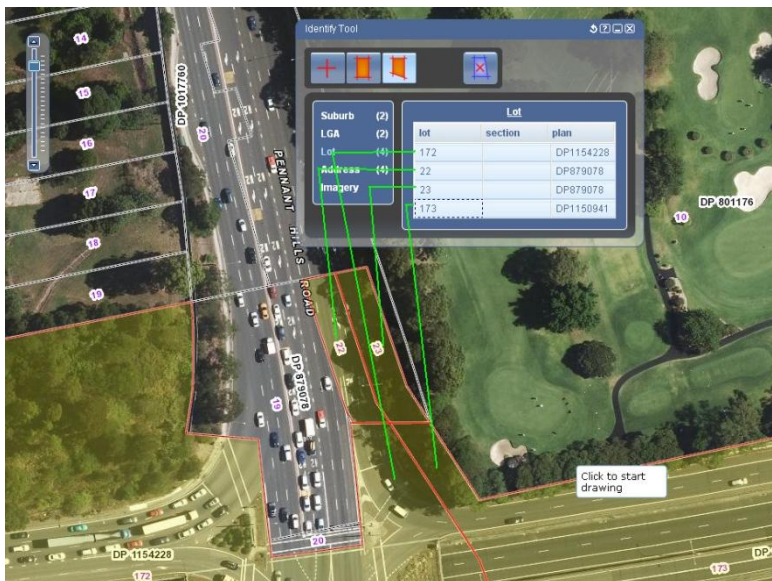 Identify Tool
Suburb (2)
LGA (2)
Lot (4)
Address (4)
Imagery
Lot
lot section plan
172 DP1154228
22 DP879078
23 DP879078
173 DP1150941
14
15
16
17
18
19
DP 1017760
20
PENNANT HILLS ROAD
DP 801176
10
22
23
DP 879078
19
Click to start
drawing
20
DP 1154228
172
173
DP